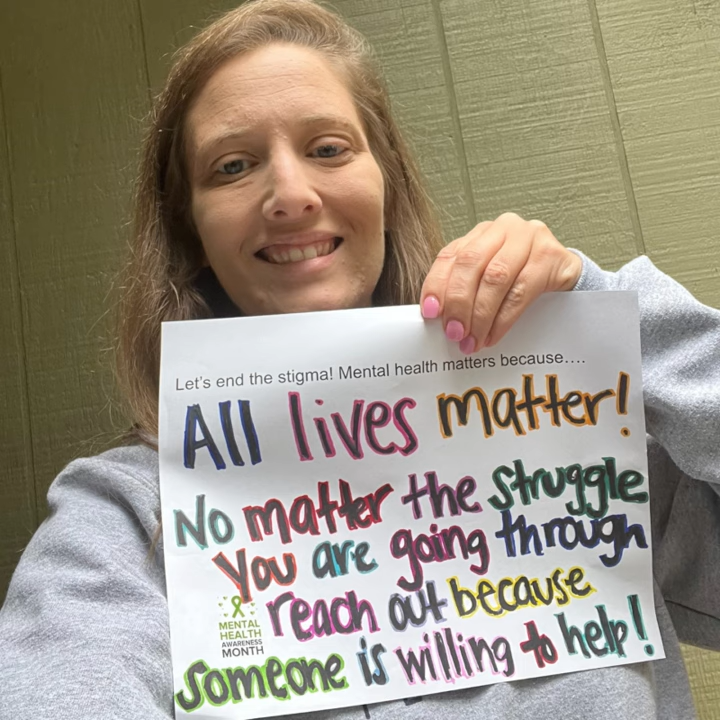 Let's end the stigma! Mental health matters because....
All lives matter!
No matter the struggle
You are going through
reach out because
someone is willing to help!
MENTAL
HEALTH
AWARENESS
MONTH